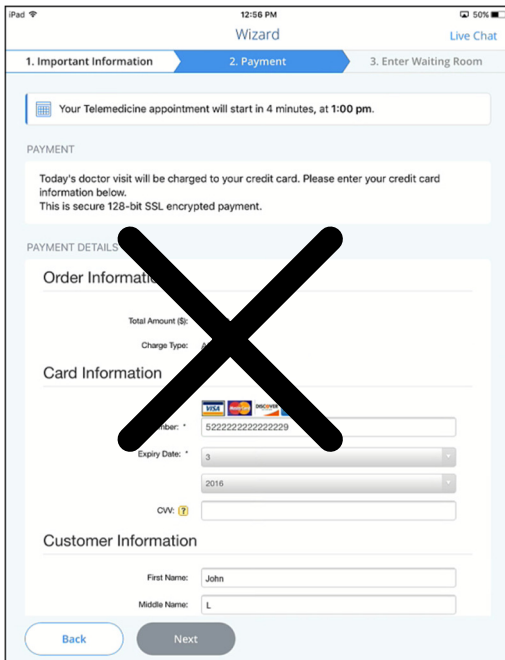 iPad 12:56 PM 50%
Wizard Live Chat
1. Important Information 2. Payment 3. Enter Waiting Room
Your Telemedicine appointment will start in 4 minutes, at 1:00 pm.
PAYMENT
Today's doctor visit will be charged to your credit card. Please enter your credit card
information below.
This is secure 128-bit SSL encrypted payment.
PAYMENT DETAILS
Order
Total Amount ($):
Charge Type:
Card Information
VISA MasterCard DISCOVER
5222222222222229
Expiry Date: * 3
2016
CVV: ?
Customer Information
First Name: John
Middle Name: L
Back Next